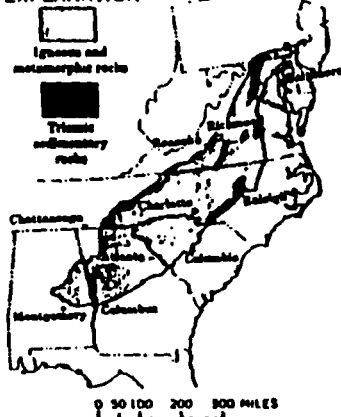 EXPLANATION
Igneous and
metamorphic rocks
Triassic
sedimentary
rocks
Baltimore
Richmond
Roanoke
Raleigh
Charlotte
Chattanooga
Atlanta
Columbia
Montgomery
Columbus
0 50 100 200 300 MILES